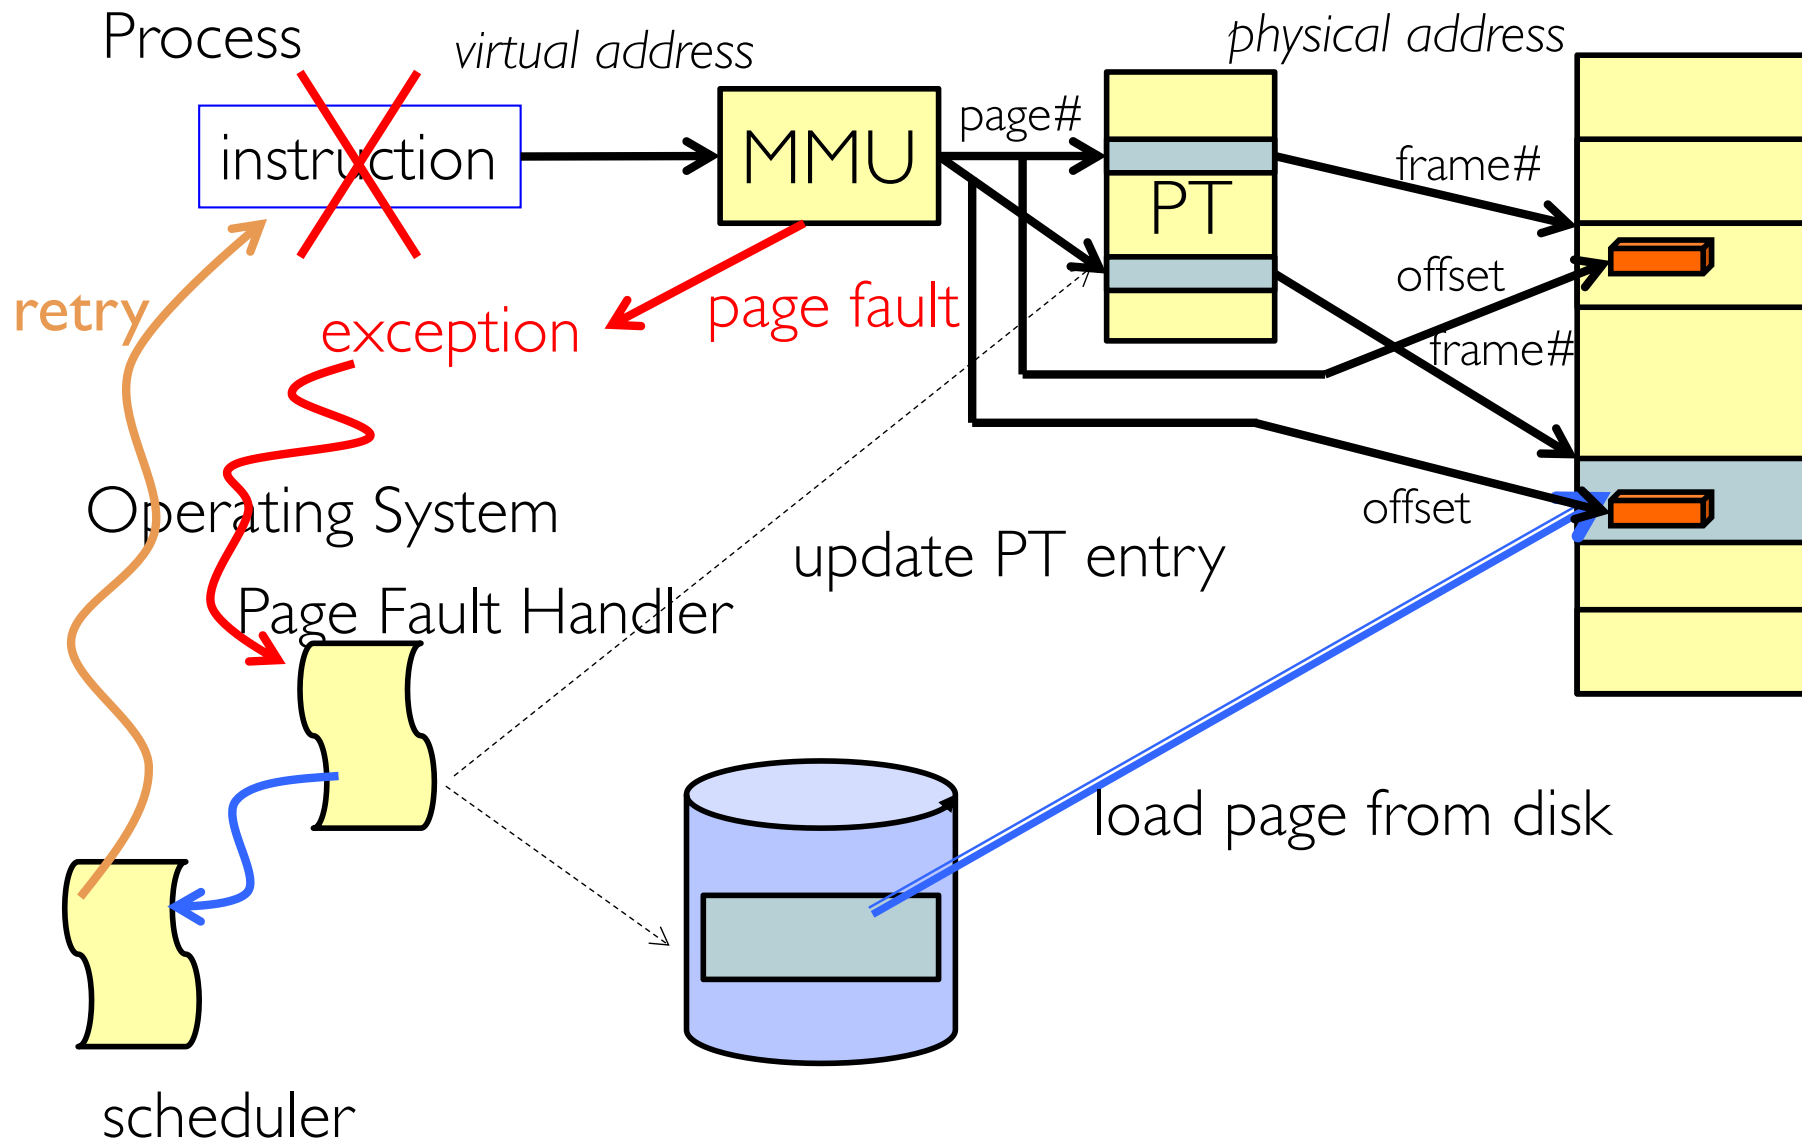 Process
virtual address
physical address
instruction
MMU
page#
PT
frame#
offset
retry
exception
page fault
frame#
offset
Operating System
update PT entry
Page Fault Handler
load page from disk
scheduler